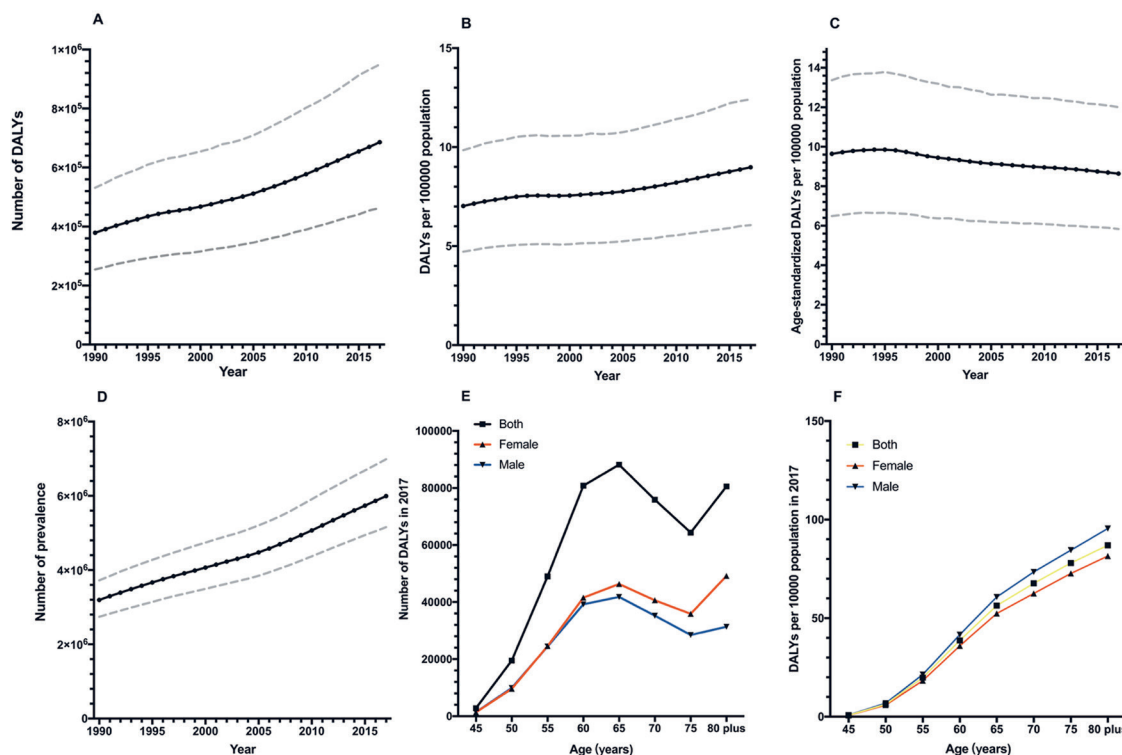 A
Number of DALYs
1×10⁶
8×10⁵
6×10⁵
4×10⁵
2×10⁵
0
1990 1995 2000 2005 2010 2015
Year
B
DALYs per 100000 population
15
10
5
0
1990 1995 2000 2005 2010 2015
Year
C
Age-standardized DALYs per 100000 population
14
12
10
8
6
4
2
0
1990 1995 2000 2005 2010 2015
Year
D
Number of prevalence
8×10⁶
6×10⁶
4×10⁶
2×10⁶
0
1990 1995 2000 2005 2010 2015
Year
E
Both
Female
Male
Number of DALYs in 2017
100000
80000
60000
40000
20000
0
45 50 55 60 65 70 75 80 plus
Age (years)
F
Both
Female
Male
DALYs per 100000 population in 2017
150
100
50
0
45 50 55 60 65 70 75 80 plus
Age (years)